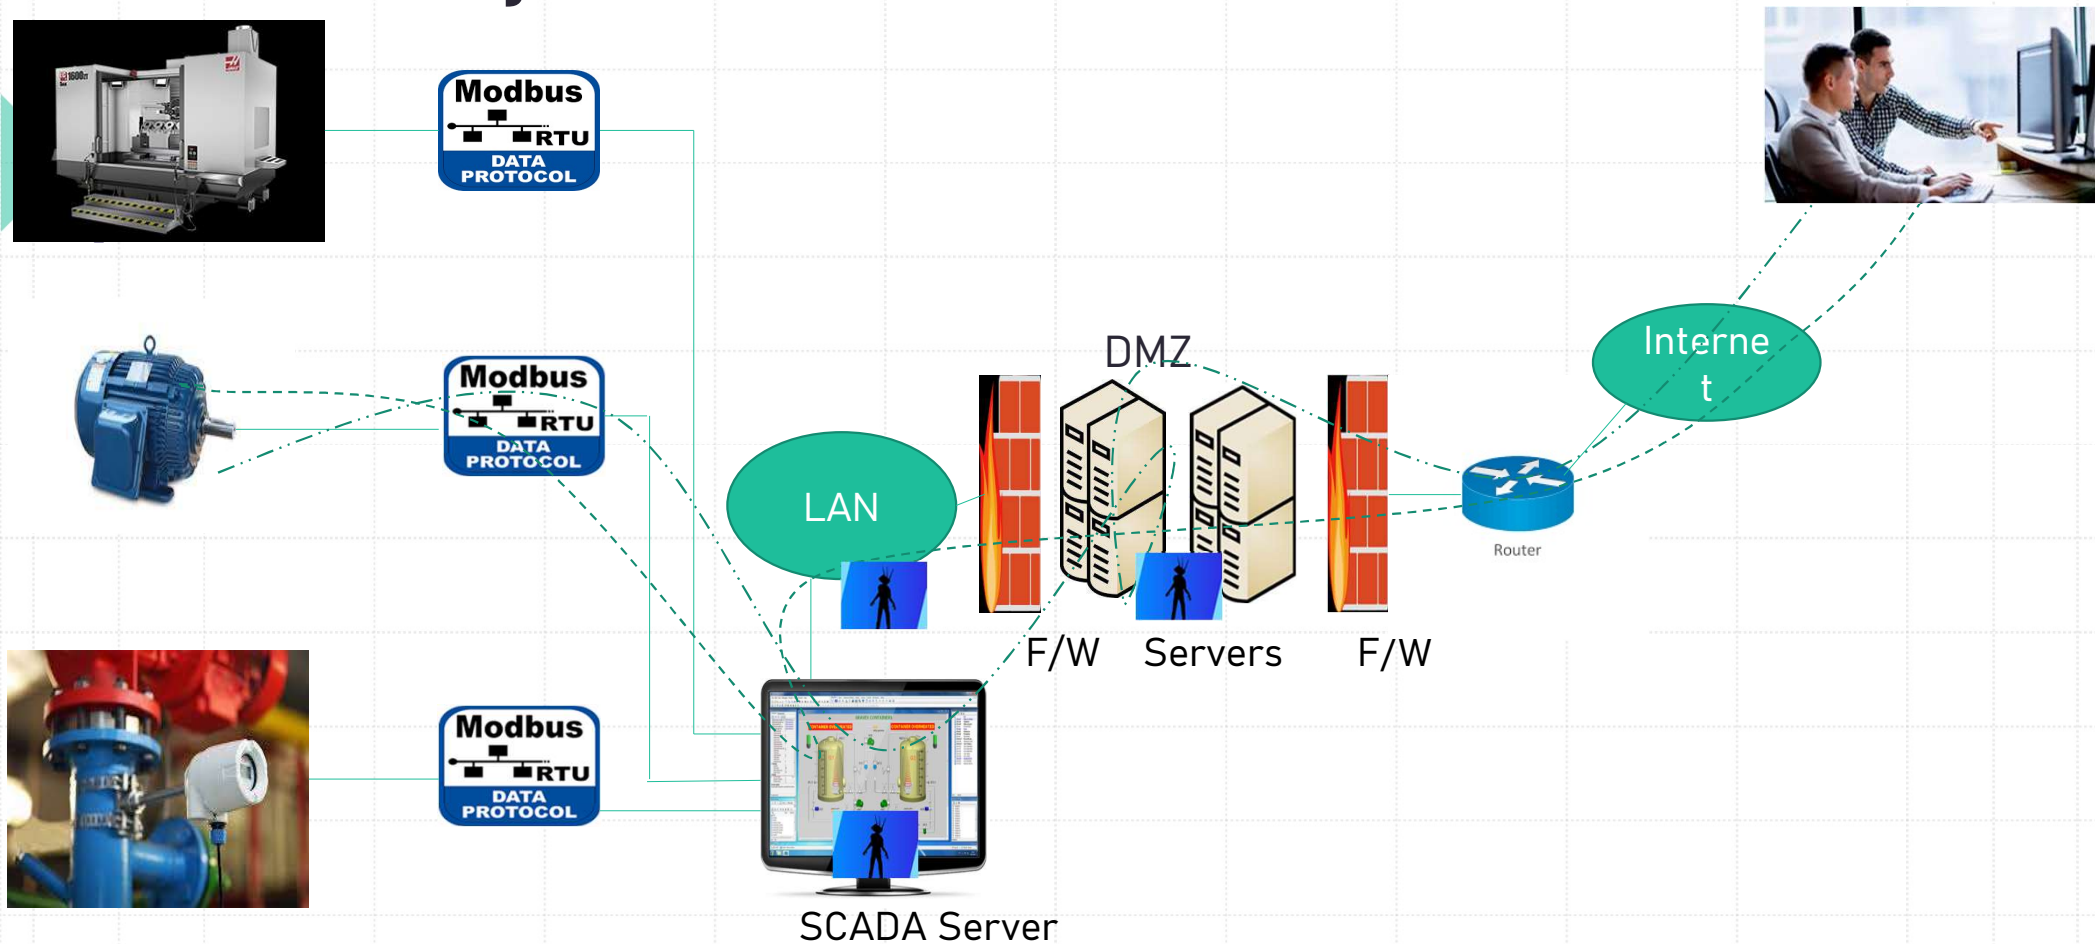 1600
Modbus
RTU
DATA
PROTOCOL
Modbus
RTU
DATA
PROTOCOL
DMZ
Interne
t
LAN
Router
F/W
Servers
F/W
Modbus
RTU
DATA
PROTOCOL
SCADA Server